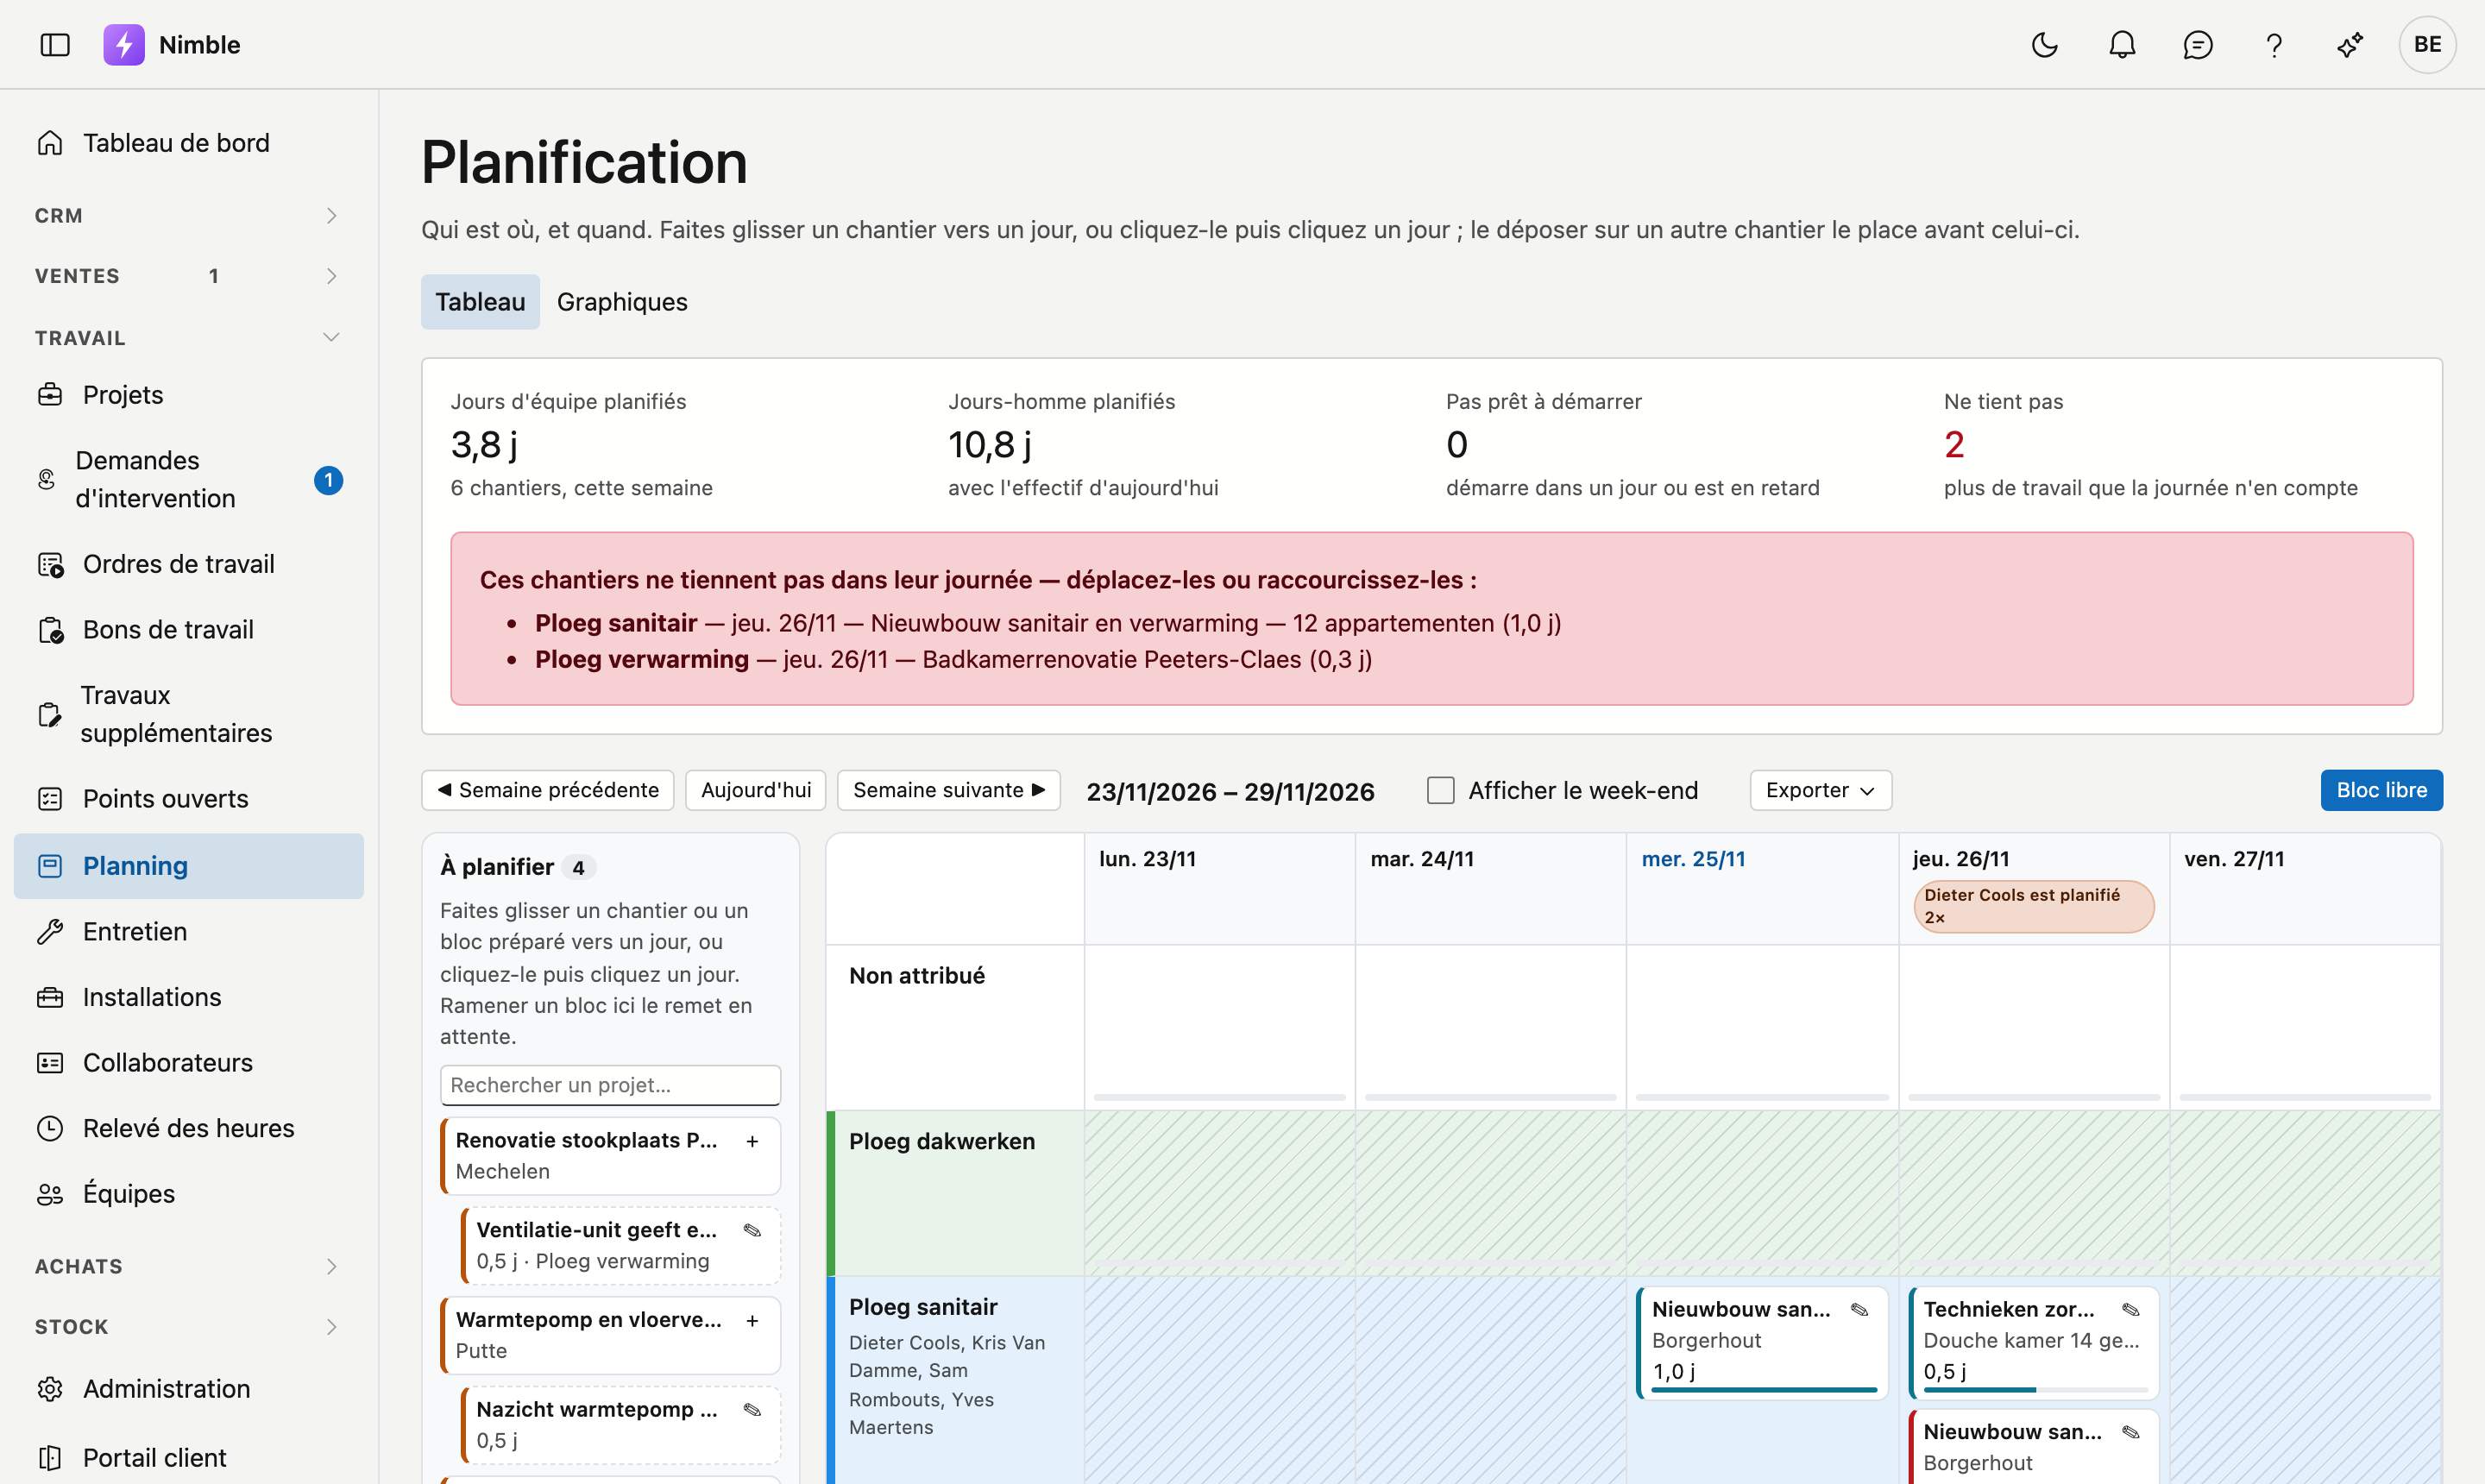 Nimble
BE
Tableau de bord
CRM
VENTES 1
TRAVAIL
Projets
Demandes
d'intervention
1
Ordres de travail
Bons de travail
Travaux
supplémentaires
Points ouverts
Planning
Entretien
Installations
Collaborateurs
Relevé des heures
Équipes
ACHATS
STOCK
Administration
Portail client
Planification
Qui est où, et quand. Faites glisser un chantier vers un jour, ou cliquez-le puis cliquez un jour ; le déposer sur un autre chantier le place avant celui-ci.
Tableau Graphiques
Jours d'équipe planifiés
3,8 j
6 chantiers, cette semaine
Jours-homme planifiés
10,8 j
avec l'effectif d'aujourd'hui
Pas prêt à démarrer
0
démarre dans un jour ou est en retard
Ne tient pas
2
plus de travail que la journée n'en compte
Ces chantiers ne tiennent pas dans leur journée — déplacez-les ou raccourcissez-les :
• Ploeg sanitair — jeu. 26/11 — Nieuwbouw sanitair en verwarming — 12 appartementen (1,0 j)
• Ploeg verwarming — jeu. 26/11 — Badkamerrenovatie Peeters-Claes (0,3 j)
◀ Semaine précédente
Aujourd'hui
Semaine suivante ▶
23/11/2026 – 29/11/2026
Afficher le week-end
Exporter
Bloc libre
À planifier 4
Faites glisser un chantier ou un
bloc préparé vers un jour, ou
cliquez-le puis cliquez un jour.
Ramener un bloc ici le remet en
attente.
Rechercher un projet...
Renovatie stookplaats P... +
Mechelen
Ventilatie-unit geeft e... ✎
0,5 j · Ploeg verwarming
Warmtepomp en vloerve... +
Putte
Nazicht warmtepomp ... ✎
0,5 j
lun. 23/11
mar. 24/11
mer. 25/11
jeu. 26/11
Dieter Cools est planifié
2×
ven. 27/11
Non attribué
Ploeg dakwerken
Ploeg sanitair
Dieter Cools, Kris Van
Damme, Sam
Rombouts, Yves
Maertens
Nieuwbouw san... ✎
Borgerhout
1,0 j
Technieken zor... ✎
Douche kamer 14 ge...
0,5 j
Nieuwbouw san... ✎
Borgerhout